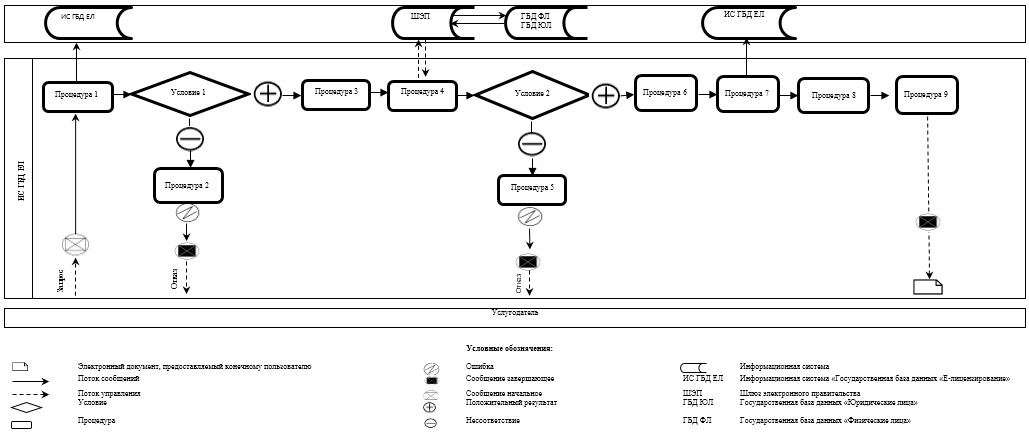 ИС ГБД ЕЛ
ШЭП
ГБД ФЛ
ГБД ЮЛ
ИС ГБД ЕЛ
ИС ГБД ЕЛ
Процедура 1
Условие 1
Процедура 3
Процедура 4
Условие 2
Процедура 6
Процедура 7
Процедура 8
Процедура 9
Процедура 2
Процедура 5
Запрос
Отказ
Отказ
Услугодатель
Условные обозначения:
Электронный документ, предоставляемый конечному пользователю
Поток сообщений
Поток управления
Условие
Процедура
Ошибка
Сообщение завершающее
Сообщение начальное
Положительный результат
Несоответствие
Информационная система
ИС ГБД ЕЛ Информационная система «Государственная база данных «Е-лицензирование»
ШЭП Шлюз электронного правительства
ГБД ЮЛ Государственная база данных «Юридические лица»
ГБД ФЛ Государственная база данных «Физические лица»